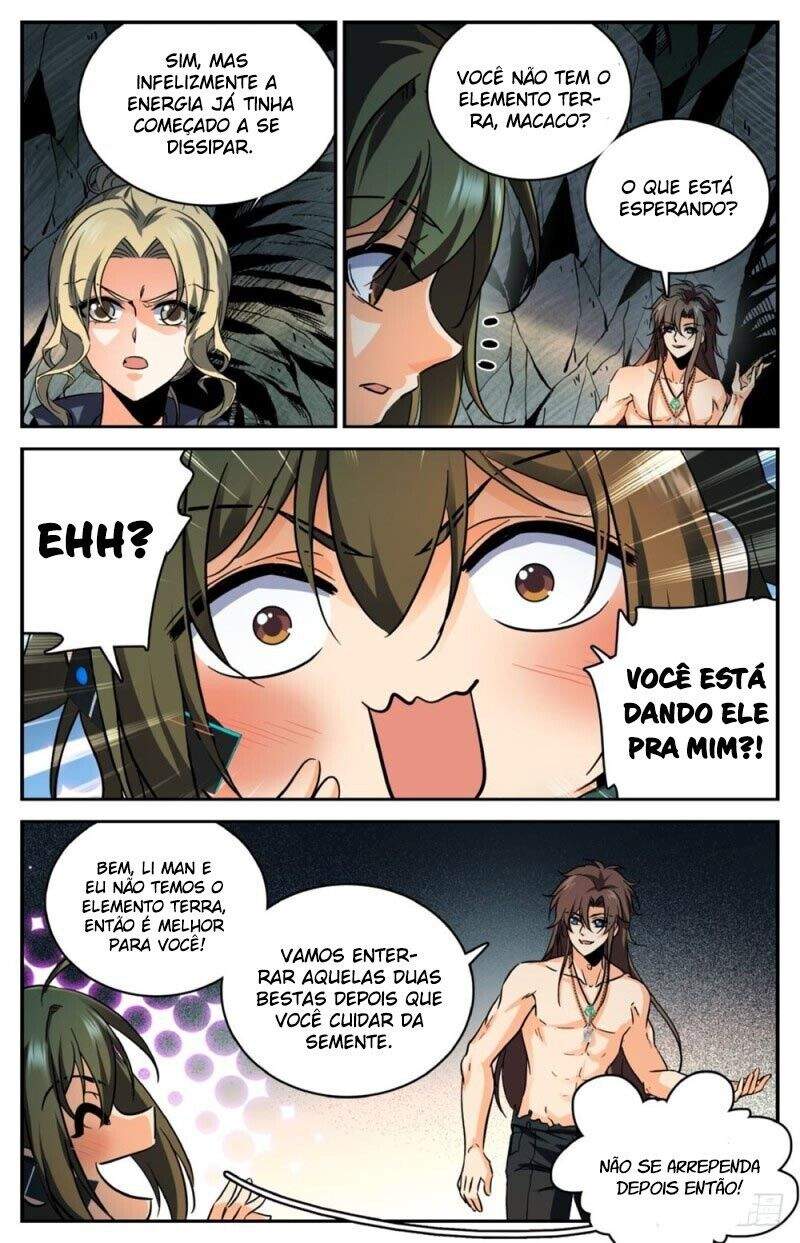 SIM, MAS
INFELIZMENTE A
ENERGIA JÁ TINHA
COMEÇADO A SE
DISSIPAR.
VOCÊ NÃO TEM O
ELEMENTO TER-
RA, MACACO?
O QUE ESTÁ
ESPERANDO?
EHH?
VOCÊ ESTÁ
DANDO ELE
PRA MIM?!
BEM, LI MAN E
EU NÃO TEMOS O
ELEMENTO TERRA,
ENTÃO É MELHOR
PARA VOCÊ!
VAMOS ENTER-
RAR AQUELAS DUAS
BESTAS DEPOIS QUE
VOCÊ CUIDAR DA
SEMENTE.
NÃO SE ARREPENDA
DEPOIS ENTÃO!